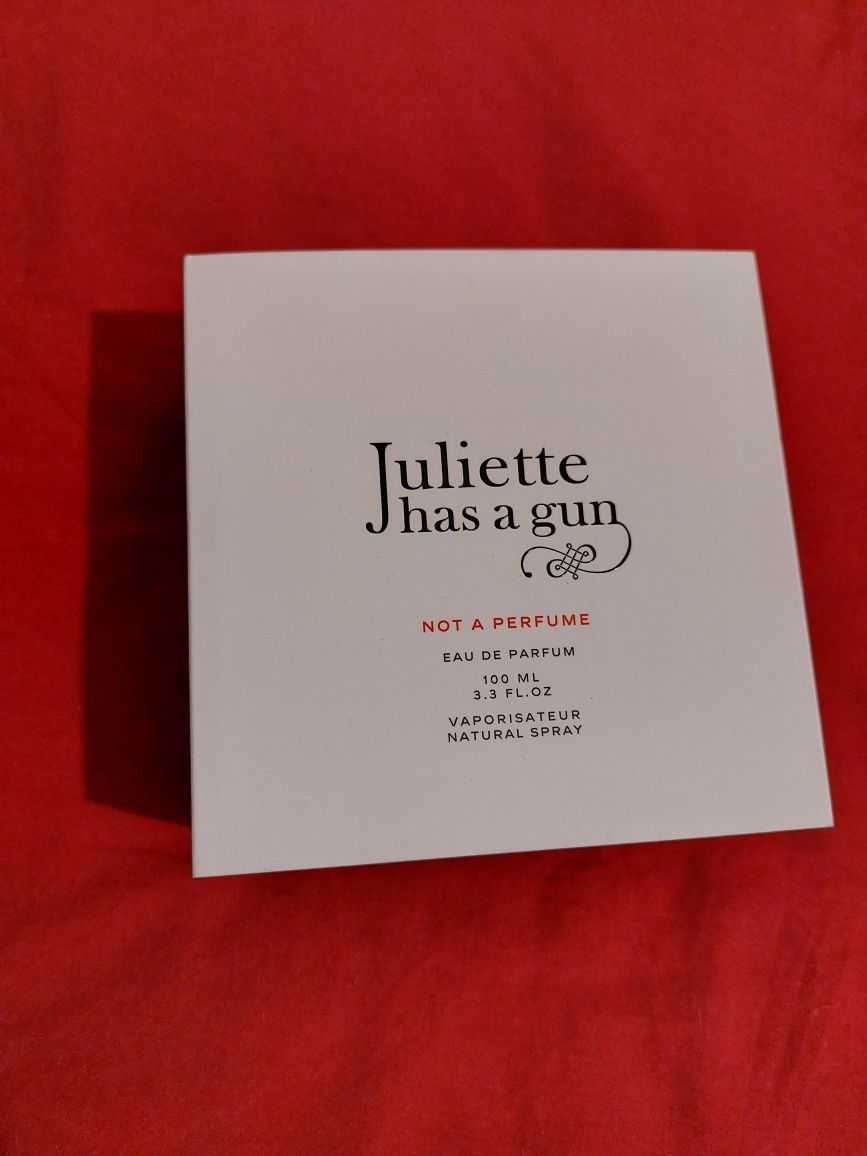 Juliette
has a gun
NOT A PERFUME
EAU DE PARFUM
100 ML
3.3 FL.OZ
VAPORISATEUR
NATURAL SPRAY